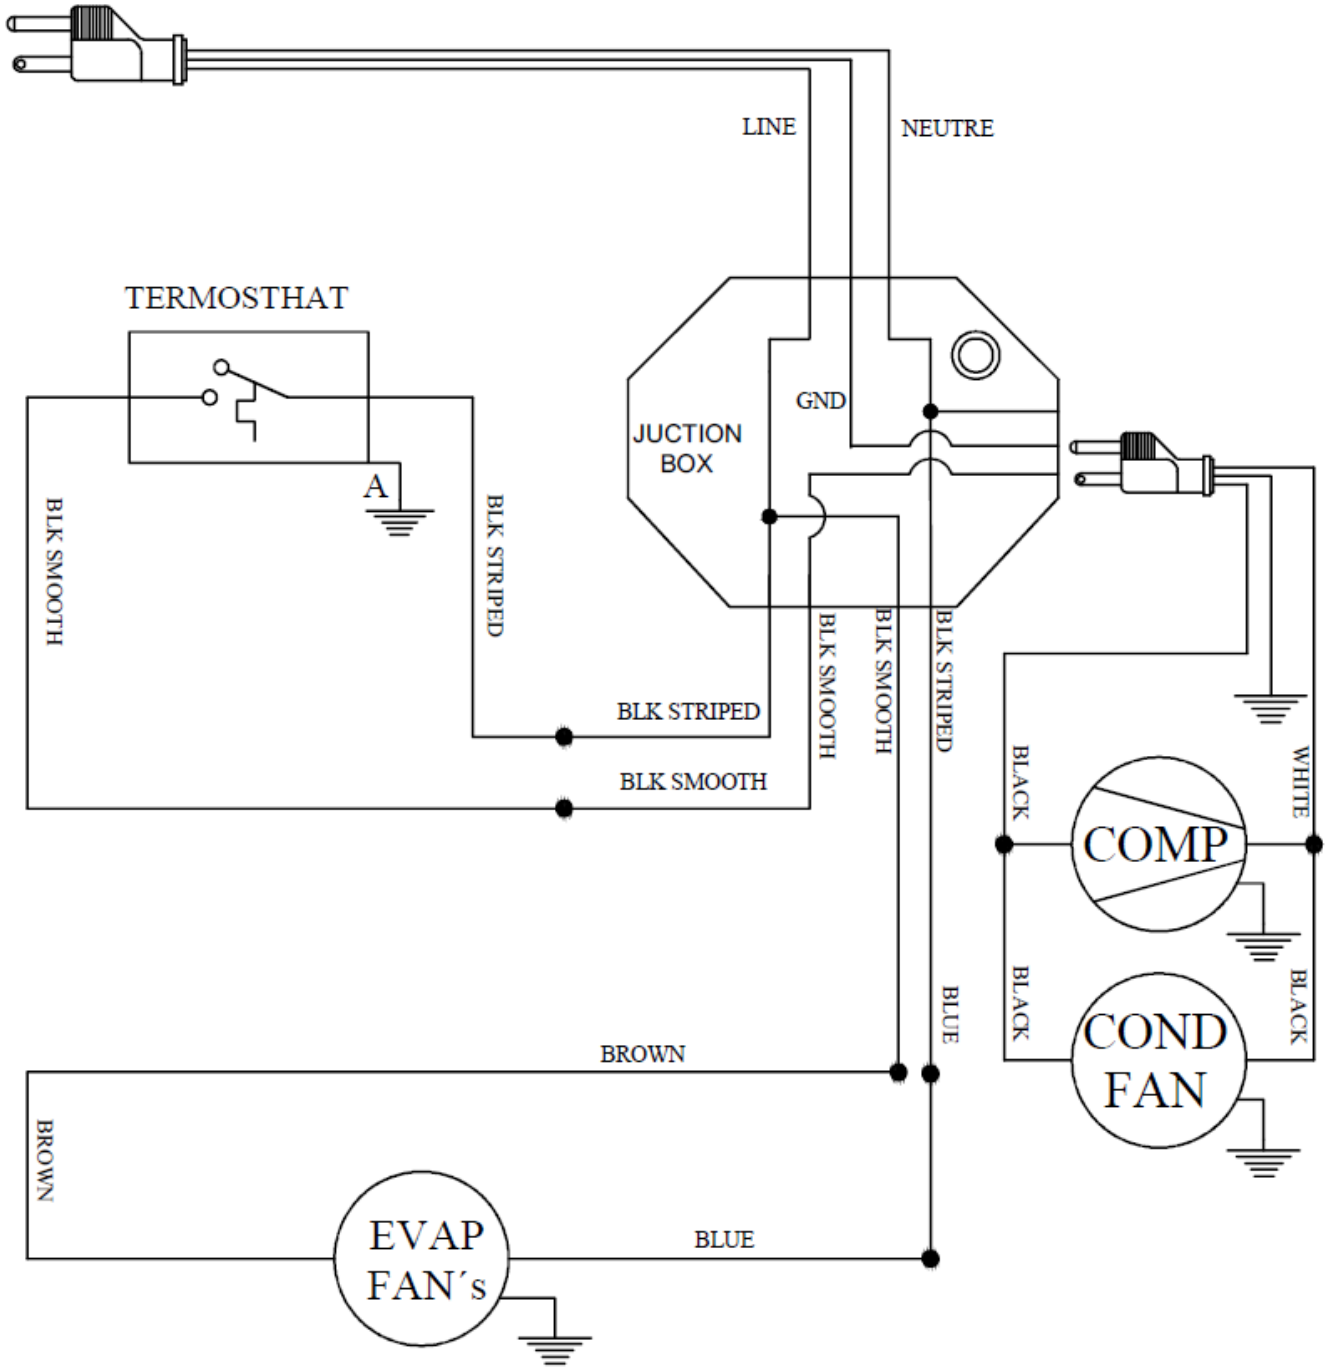 LINE
NEUTRE
TERMOSTHAT
GND
JUCTION
BOX
A
BLK SMOOTH
BLK STRIPED
BLK SMOOTH
BLK SMOOTH
BLK STRIPED
BLK STRIPED
BLK SMOOTH
BLACK
WHITE
COMP
BLACK
BLACK
BLUE
COND
FAN
BROWN
BROWN
EVAP
FAN´s
BLUE